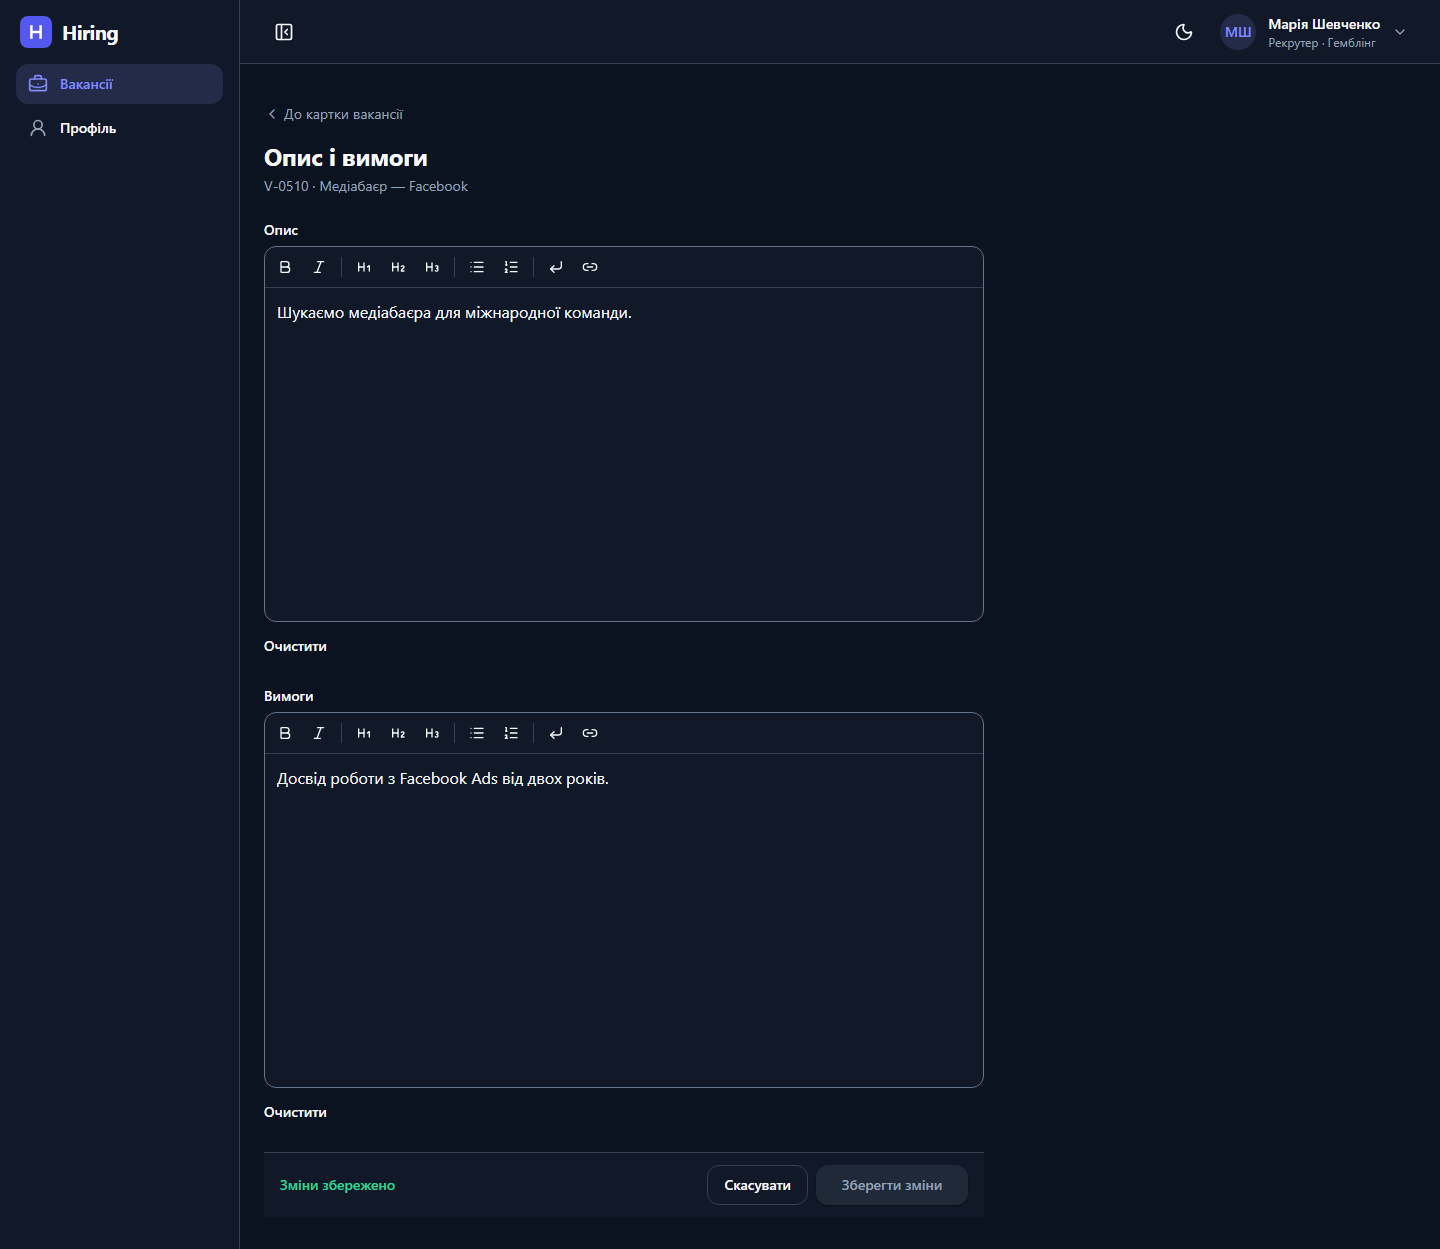 H Hiring
МШ
Марія Шевченко
Рекрутер · Гемблінг
Вакансії
Профіль
До картки вакансії
Опис і вимоги
V-0510 · Медіабаєр — Facebook
Опис
B I H1 H2 H3
Шукаємо медіабаєра для міжнародної команди.
Очистити
Вимоги
B I H1 H2 H3
Досвід роботи з Facebook Ads від двох років.
Очистити
Зміни збережено
Скасувати
Зберегти зміни